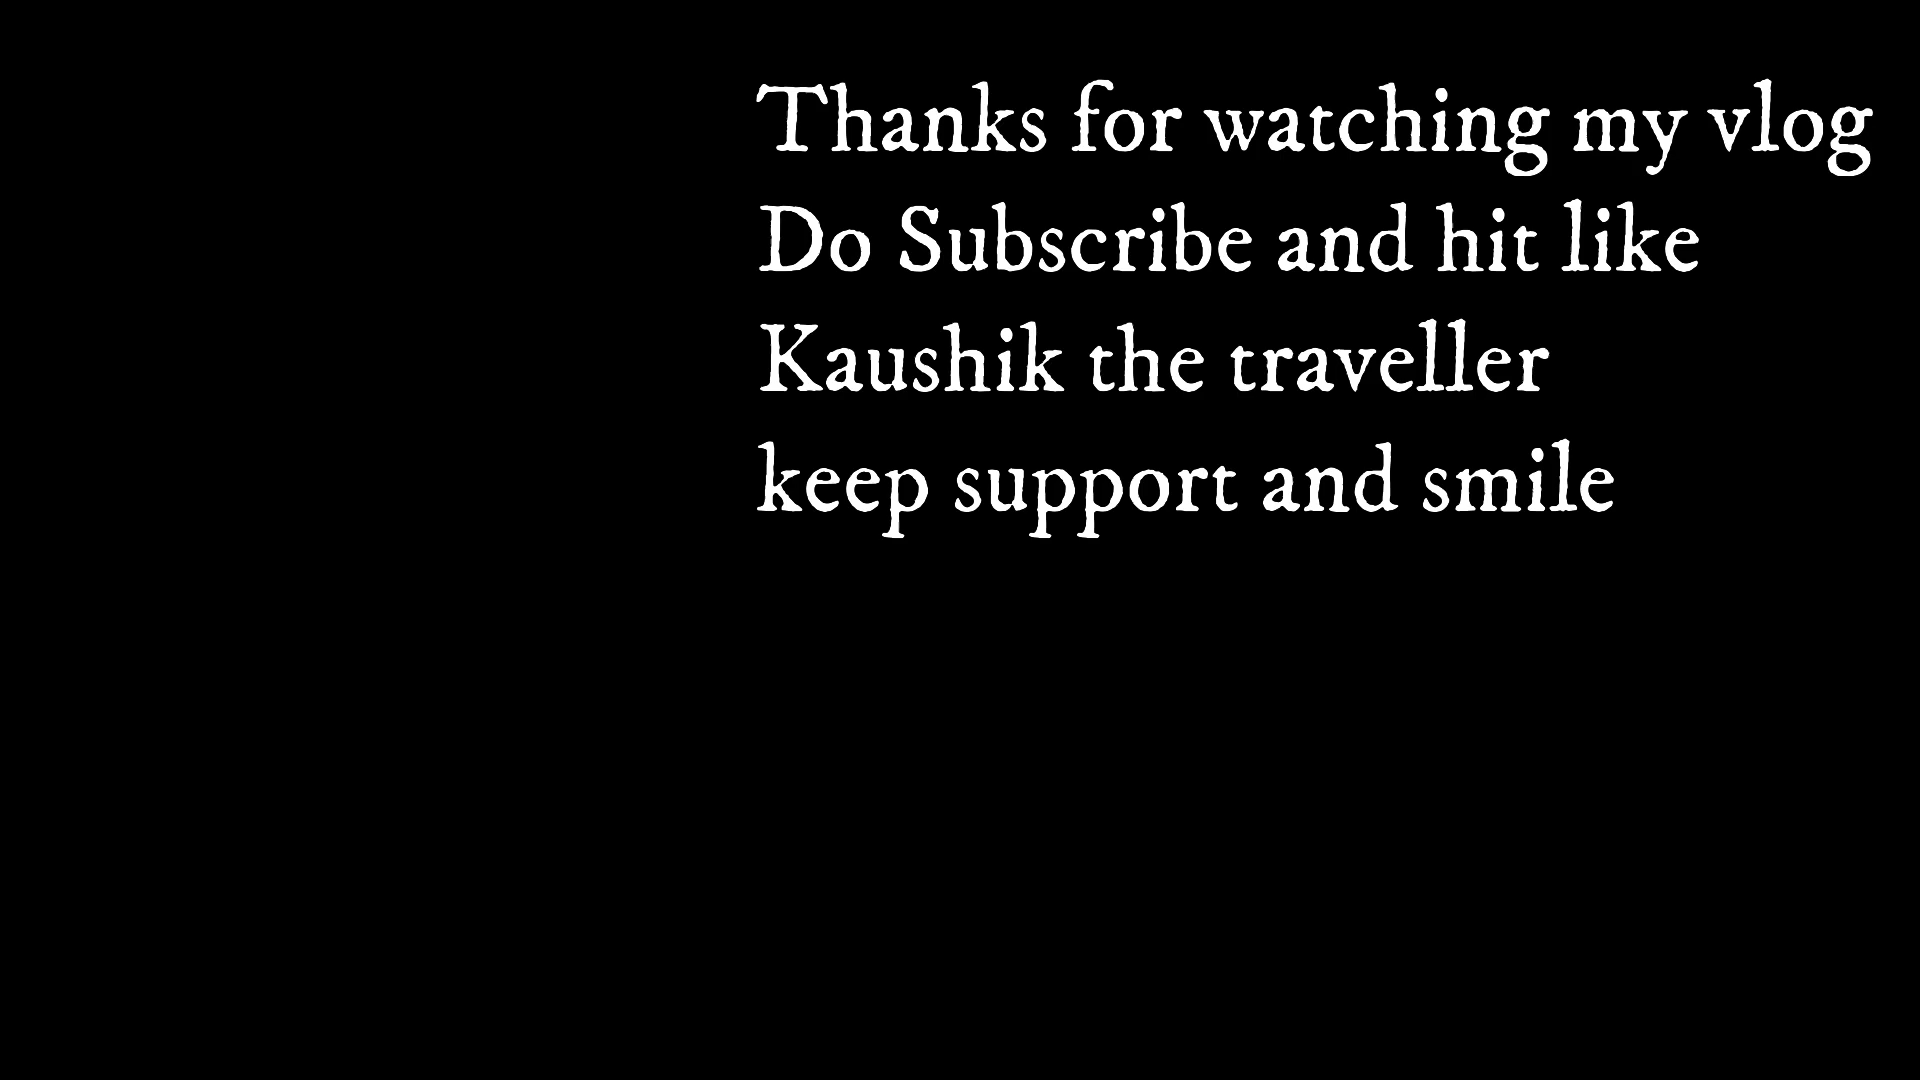 Thanks for watching my vlog
Do Subscribe and hit like
Kaushik the traveller
keep support and smile